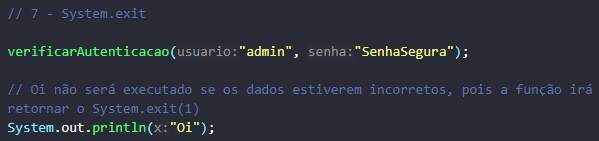 // 7 - System.exit
verificarAutenticacao(usuario:"admin", senha:"SenhaSegura");
// Oi não será executado se os dados estiverem incorretos, pois a função irá
retornar o System.exit(1)
System.out.println(x:"Oi");